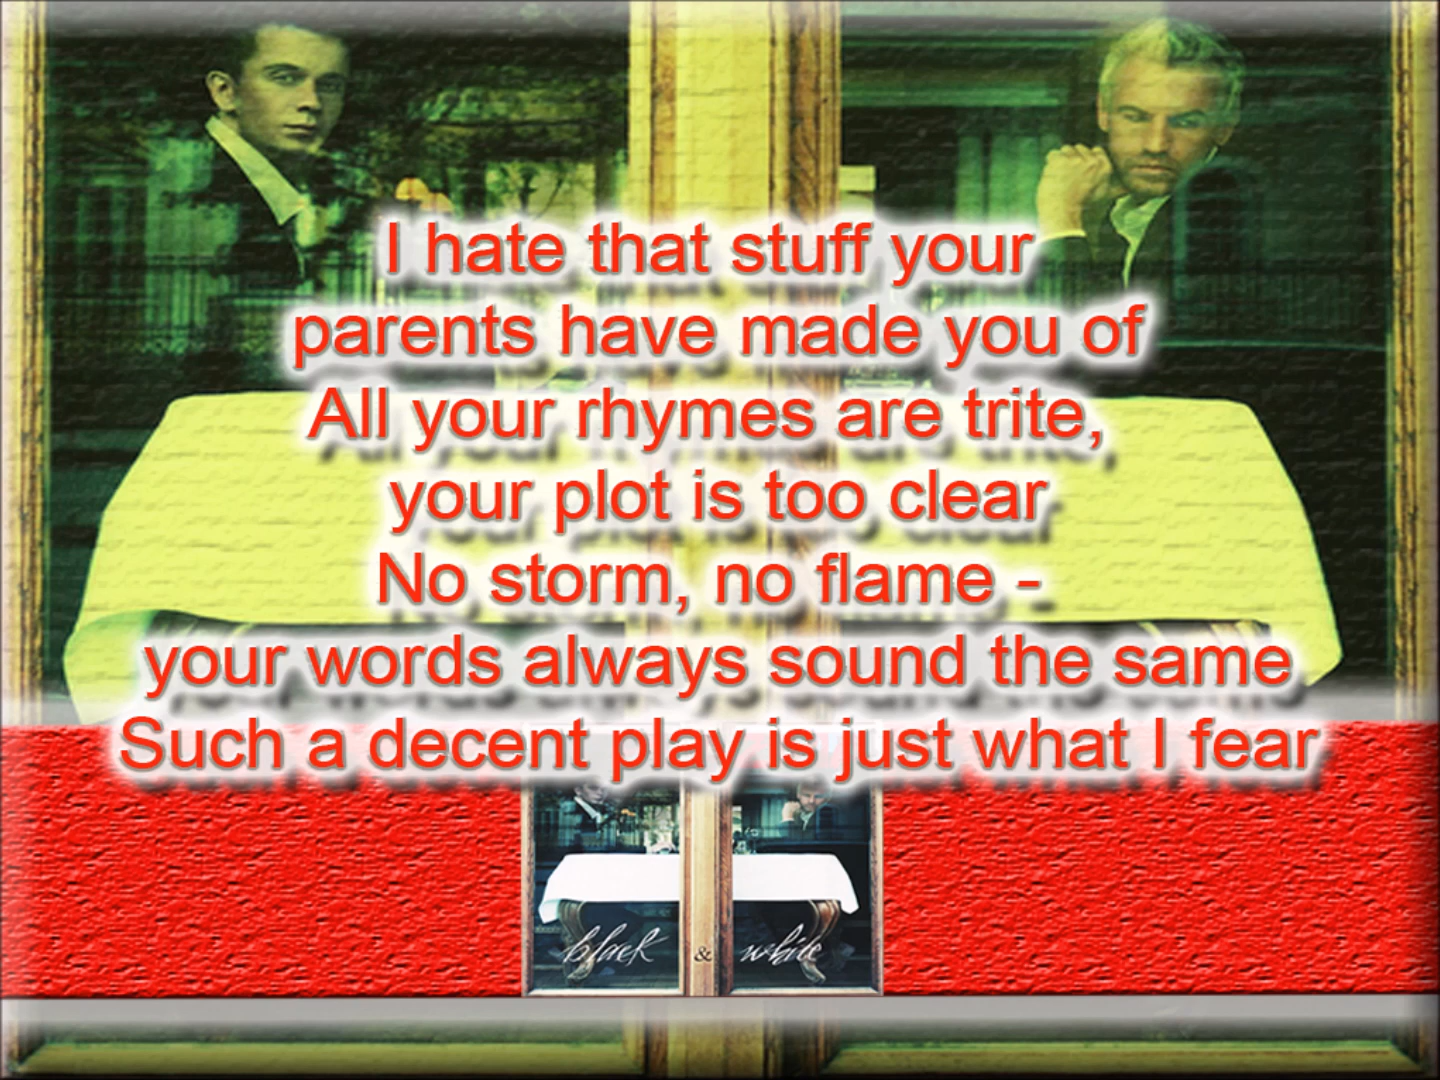 I hate that stuff your
parents have made you of
All your rhymes are trite,
your plot is too clear
No storm, no flame -
your words always sound the same
Such a decent play is just what I fear
black & white